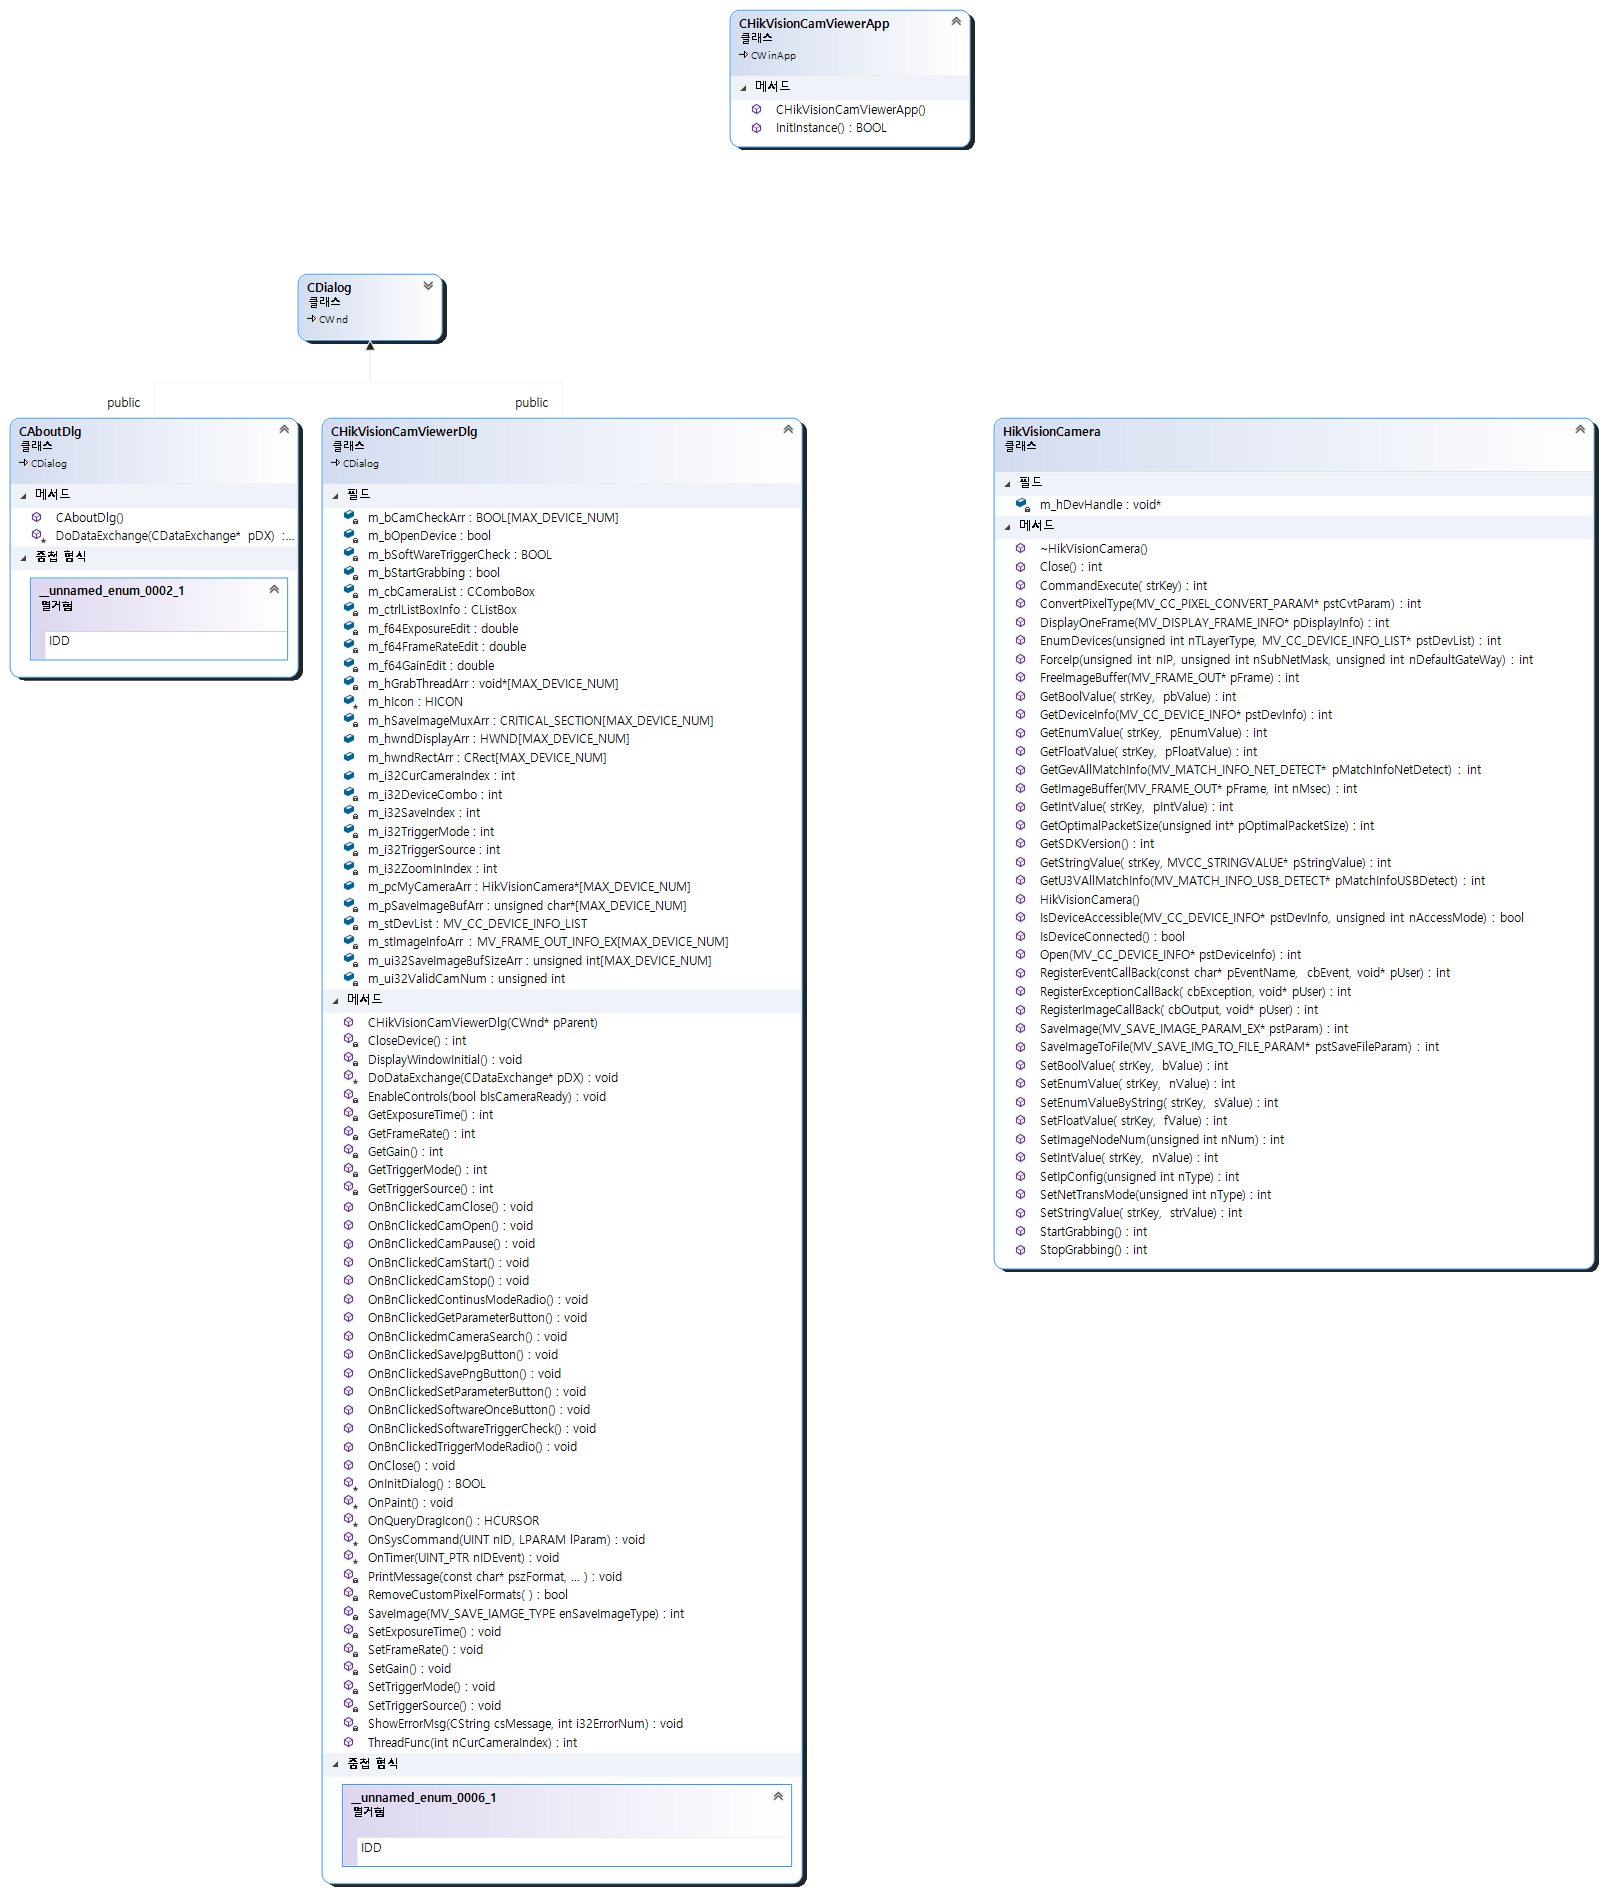 CHikVisionCamViewerApp
클래스
CWinApp
메서드
CHikVisionCamViewerApp()
InitInstance() : BOOL
CDialog
클래스
CWnd
public
public
CAboutDlg
클래스
CDialog
메서드
CAboutDlg()
DoDataExchange(CDataExchange* pDX) :...
중첩 형식
__unnamed_enum_0002_1
열거형
IDD
CHikVisionCamViewerDlg
클래스
CDialog
필드
m_bCamCheckArr : BOOL[MAX_DEVICE_NUM]
m_bOpenDevice : bool
m_bSoftWareTriggerCheck : BOOL
m_bStartGrabbing : bool
m_cbCameraList : CComboBox
m_ctrlListBoxInfo : CListBox
m_f64ExposureEdit : double
m_f64FrameRateEdit : double
m_f64GainEdit : double
m_hGrabThreadArr : void*[MAX_DEVICE_NUM]
m_hIcon : HICON
m_hSaveImageMuxArr : CRITICAL_SECTION[MAX_DEVICE_NUM]
m_hwndDisplayArr : HWND[MAX_DEVICE_NUM]
m_hwndRectArr : CRect[MAX_DEVICE_NUM]
m_i32CurCameraIndex : int
m_i32DeviceCombo : int
m_i32SaveIndex : int
m_i32TriggerMode : int
m_i32TriggerSource : int
m_i32ZoomInIndex : int
m_pcMyCameraArr : HikVisionCamera*[MAX_DEVICE_NUM]
m_pSaveImageBufArr : unsigned char*[MAX_DEVICE_NUM]
m_stDevList : MV_CC_DEVICE_INFO_LIST
m_stImageInfoArr : MV_FRAME_OUT_INFO_EX[MAX_DEVICE_NUM]
m_ui32SaveImageBufSizeArr : unsigned int[MAX_DEVICE_NUM]
m_ui32ValidCamNum : unsigned int
메서드
CHikVisionCamViewerDlg(CWnd* pParent)
CloseDevice() : int
DisplayWindowInitial() : void
DoDataExchange(CDataExchange* pDX) : void
EnableControls(bool bIsCameraReady) : void
GetExposureTime() : int
GetFrameRate() : int
GetGain() : int
GetTriggerMode() : int
GetTriggerSource() : int
OnBnClickedCamClose() : void
OnBnClickedCamOpen() : void
OnBnClickedCamPause() : void
OnBnClickedCamStart() : void
OnBnClickedCamStop() : void
OnBnClickedContinusModeRadio() : void
OnBnClickedGetParameterButton() : void
OnBnClickedmCameraSearch() : void
OnBnClickedSaveJpgButton() : void
OnBnClickedSavePngButton() : void
OnBnClickedSetParameterButton() : void
OnBnClickedSoftwareOnceButton() : void
OnBnClickedSoftwareTriggerCheck() : void
OnBnClickedTriggerModeRadio() : void
OnClose() : void
OnInitDialog() : BOOL
OnPaint() : void
OnQueryDragIcon() : HCURSOR
OnSysCommand(UINT nID, LPARAM lParam) : void
OnTimer(UINT_PTR nIDEvent) : void
PrintMessage(const char* pszFormat, ... ) : void
RemoveCustomPixelFormats( ) : bool
SaveImage(MV_SAVE_IAMGE_TYPE enSaveImageType) : int
SetExposureTime() : void
SetFrameRate() : void
SetGain() : void
SetTriggerMode() : void
SetTriggerSource() : void
ShowErrorMsg(CString csMessage, int i32ErrorNum) : void
ThreadFunc(int nCurCameraIndex) : int
중첩 형식
__unnamed_enum_0006_1
열거형
IDD
HikVisionCamera
클래스
필드
m_hDevHandle : void*
메서드
~HikVisionCamera()
Close() : int
CommandExecute( strKey) : int
ConvertPixelType(MV_CC_PIXEL_CONVERT_PARAM* pstCvtParam) : int
DisplayOneFrame(MV_DISPLAY_FRAME_INFO* pDisplayInfo) : int
EnumDevices(unsigned int nTLayerType, MV_CC_DEVICE_INFO_LIST* pstDevList) : int
ForceIp(unsigned int nIP, unsigned int nSubNetMask, unsigned int nDefaultGateWay) : int
FreeImageBuffer(MV_FRAME_OUT* pFrame) : int
GetBoolValue( strKey, pbValue) : int
GetDeviceInfo(MV_CC_DEVICE_INFO* pstDevInfo) : int
GetEnumValue( strKey, pEnumValue) : int
GetFloatValue( strKey, pFloatValue) : int
GetGevAllMatchInfo(MV_MATCH_INFO_NET_DETECT* pMatchInfoNetDetect) : int
GetImageBuffer(MV_FRAME_OUT* pFrame, int nMsec) : int
GetIntValue( strKey, pIntValue) : int
GetOptimalPacketSize(unsigned int* pOptimalPacketSize) : int
GetSDKVersion() : int
GetStringValue( strKey, MVCC_STRINGVALUE* pStringValue) : int
GetU3VAllMatchInfo(MV_MATCH_INFO_USB_DETECT* pMatchInfoUSBDetect) : int
HikVisionCamera()
IsDeviceAccessible(MV_CC_DEVICE_INFO* pstDevInfo, unsigned int nAccessMode) : bool
IsDeviceConnected() : bool
Open(MV_CC_DEVICE_INFO* pstDeviceInfo) : int
RegisterEventCallBack(const char* pEventName, cbEvent, void* pUser) : int
RegisterExceptionCallBack( cbException, void* pUser) : int
RegisterImageCallBack( cbOutput, void* pUser) : int
SaveImage(MV_SAVE_IMAGE_PARAM_EX* pstParam) : int
SaveImageToFile(MV_SAVE_IMG_TO_FILE_PARAM* pstSaveFileParam) : int
SetBoolValue( strKey, bValue) : int
SetEnumValue( strKey, nValue) : int
SetEnumValueByString( strKey, sValue) : int
SetFloatValue( strKey, fValue) : int
SetImageNodeNum(unsigned int nNum) : int
SetIntValue( strKey, nValue) : int
SetIpConfig(unsigned int nType) : int
SetNetTransMode(unsigned int nType) : int
SetStringValue( strKey, strValue) : int
StartGrabbing() : int
StopGrabbing() : int